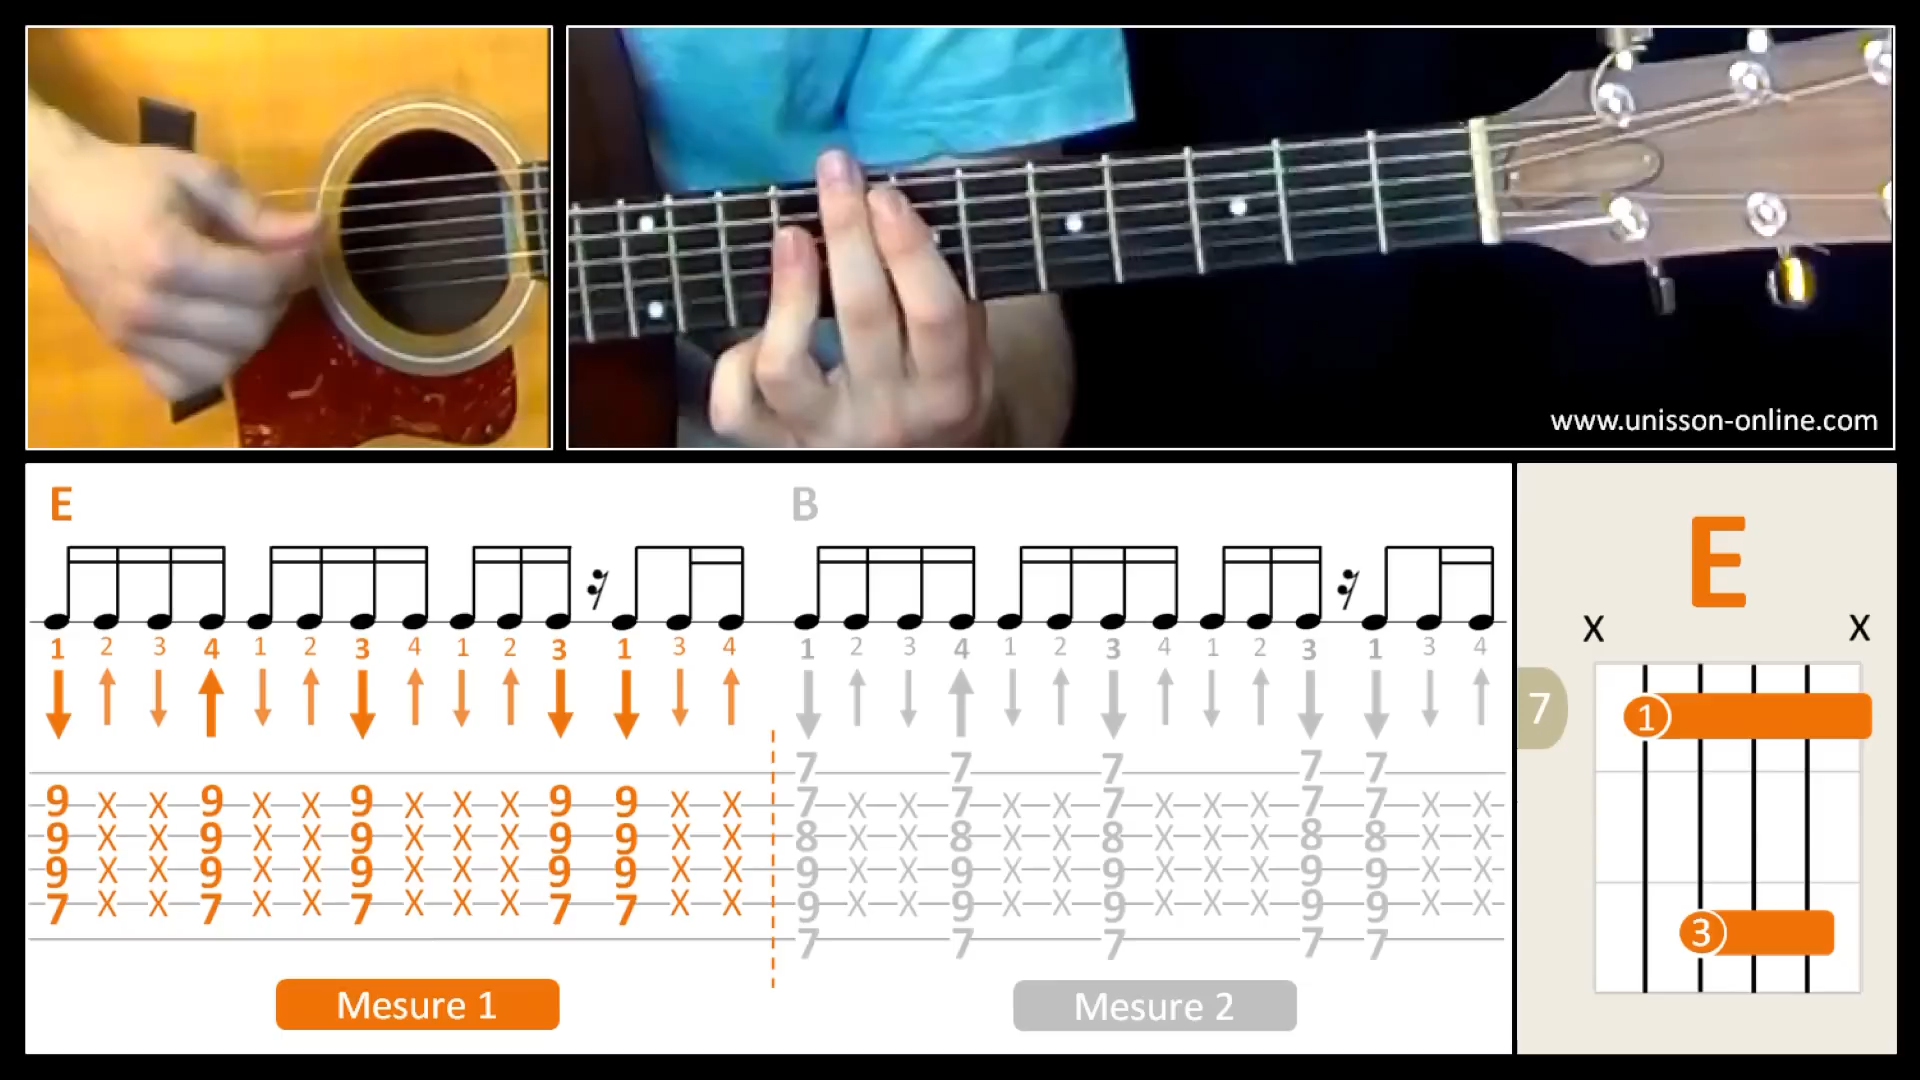 www.unisson-online.com
E B
1 2 3 4 1 2 3 4 1 2 3 1 3 4 1 2 3 4 1 2 3 4 1 2 3 1 3 4
7 7 7 7 7
9 X X 9 X X 9 X X X 9 9 X X 7 X X 7 X X 7 X X X 7 7 X X
9 X X 9 X X 9 X X X 9 9 X X 8 X X 8 X X 8 X X X 8 8 X X
9 X X 9 X X 9 X X X 9 9 X X 9 X X 9 X X 9 X X X 9 9 X X
7 X X 7 X X 7 X X X 7 7 X X 9 X X 9 X X 9 X X X 9 9 X X
7 7 7 7 7
Mesure 1 Mesure 2
E
X X
7 1
3